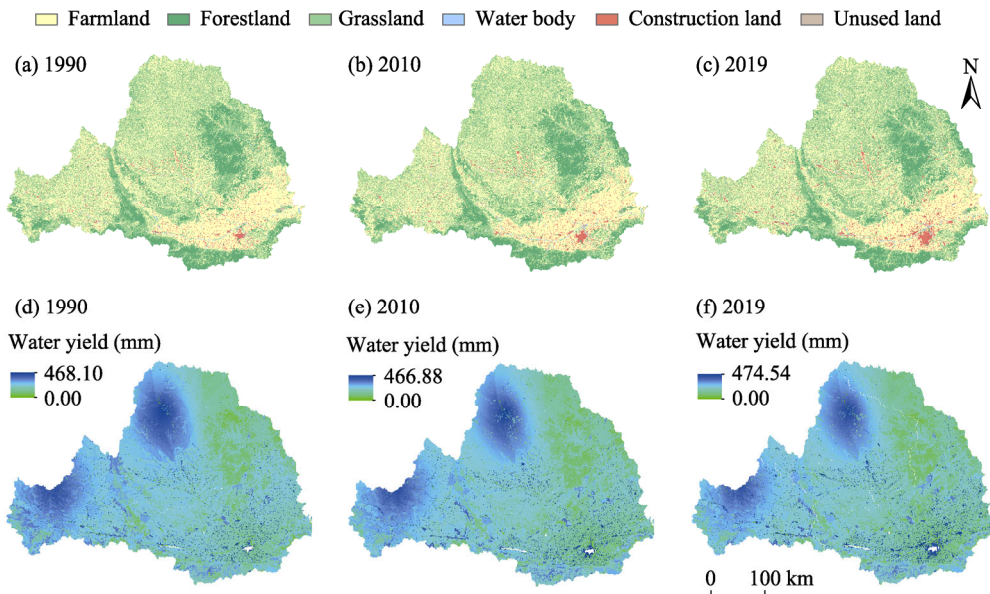 Farmland Forestland Grassland Water body Construction land Unused land
(a) 1990 (b) 2010 (c) 2019 N
(d) 1990 (e) 2010 (f) 2019
Water yield (mm) Water yield (mm) Water yield (mm)
468.10 466.88 474.54
0.00 0.00 0.00
0 100 km